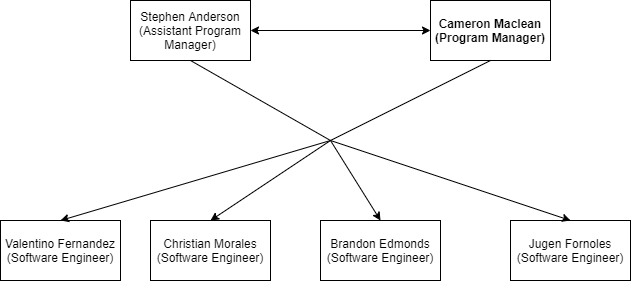 Stephen Anderson
(Assistant Program
Manager)
Cameron Maclean
(Program Manager)
Valentino Fernandez
(Software Engineer)
Christian Morales
(Software Engineer)
Brandon Edmonds
(Software Engineer)
Jugen Fornoles
(Software Engineer)